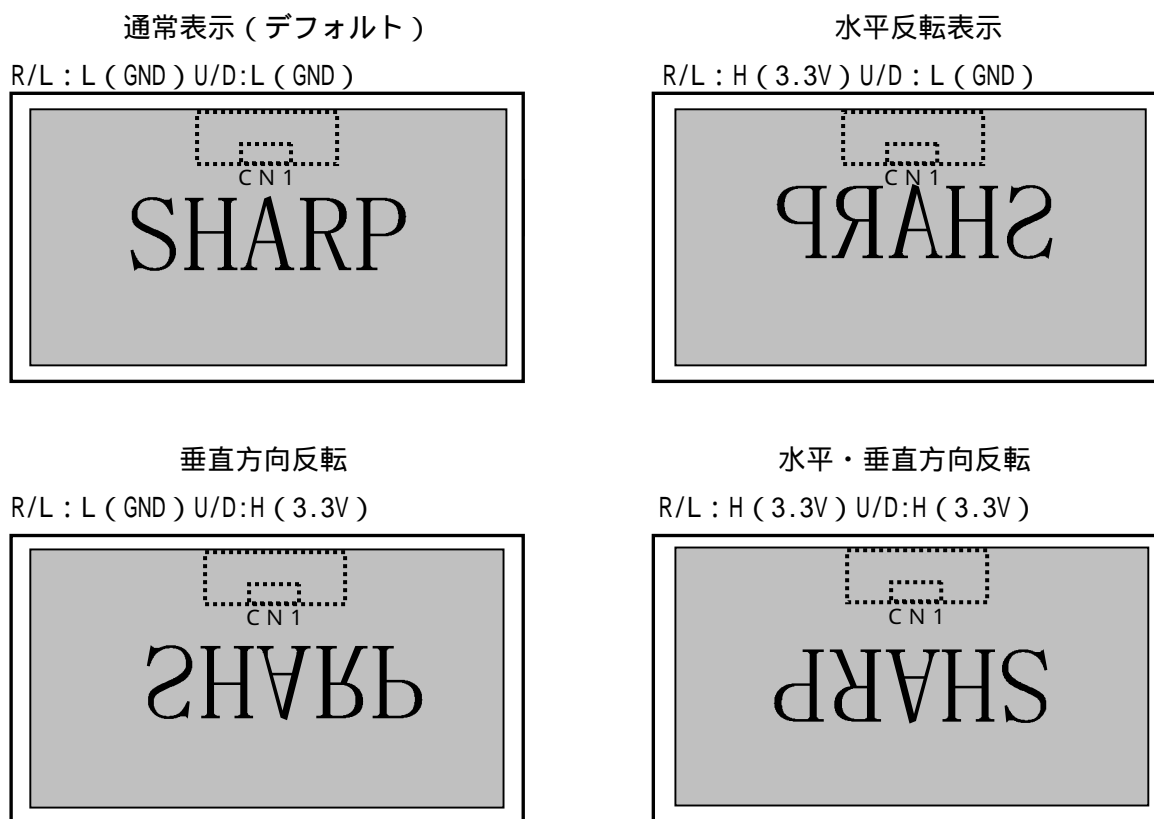 通常表示(デフォルト)
R/L:L(GND)U/D:L(GND)
CN1
SHARP
水平反転表示
R/L:H(3.3V)U/D:L(GND)
CN1
SHARP
垂直方向反転
R/L:L(GND)U/D:H(3.3V)
CN1
SHARP
水平・垂直方向反転
R/L:H(3.3V)U/D:H(3.3V)
CN1
SHARP